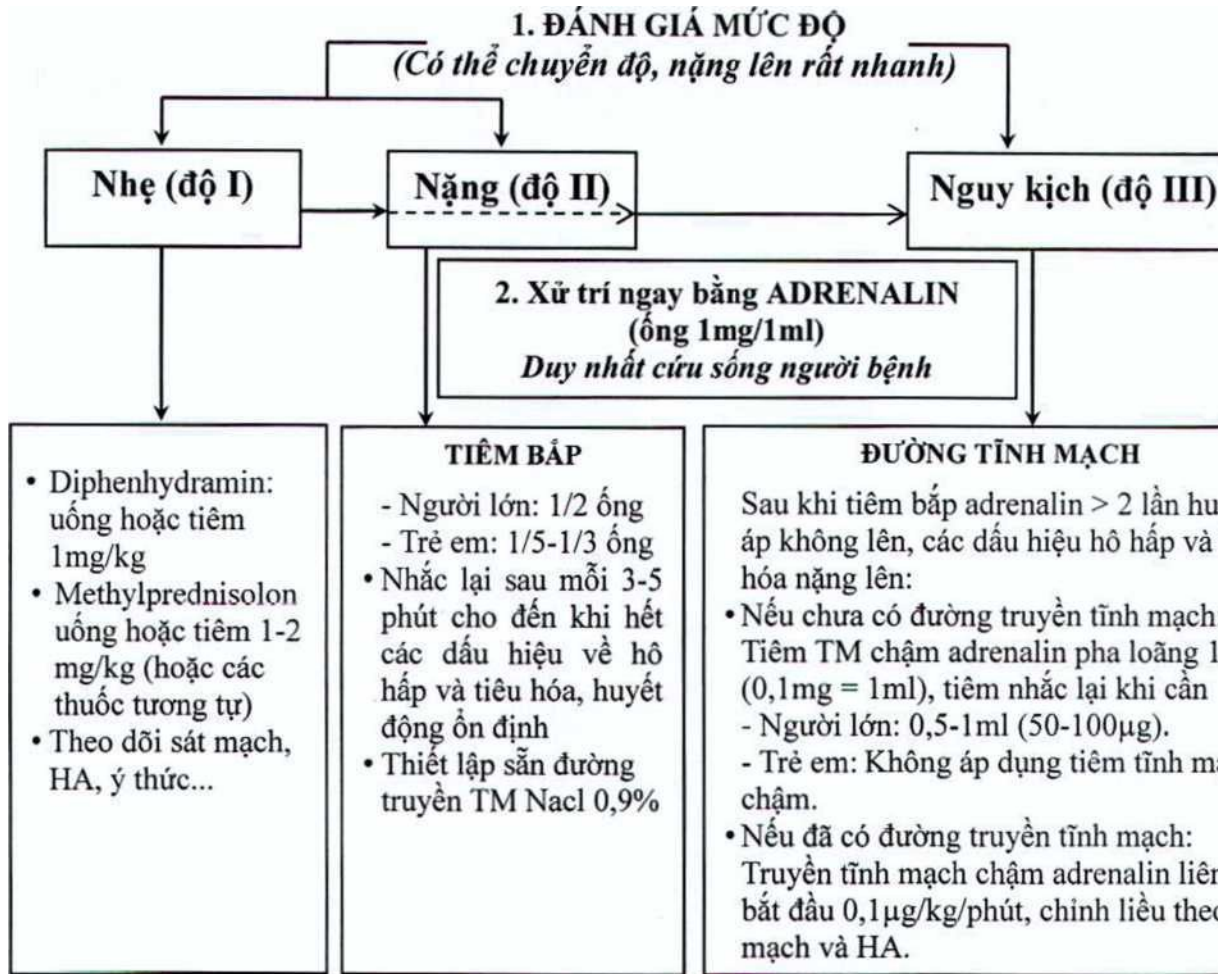 1. ĐÁNH GIÁ MỨC ĐỘ
(Có thể chuyển độ, nặng lên rất nhanh)
Nhẹ (độ I)
Nặng (độ II)
Nguy kịch (độ III)
2. Xử trí ngay bằng ADRENALIN
(ống 1mg/1ml)
Duy nhất cứu sống người bệnh
• Diphenhydramin:
uống hoặc tiêm
1mg/kg
• Methylprednisolon
uống hoặc tiêm 1-2
mg/kg (hoặc các
thuốc tương tự)
• Theo dõi sát mạch,
HA, ý thức...
TIÊM BẮP
- Người lớn: 1/2 ống
- Trẻ em: 1/5-1/3 ống
• Nhắc lại sau mỗi 3-5
phút cho đến khi hết
các dấu hiệu về hô
hấp và tiêu hóa, huyết
động ổn định
• Thiết lập sẵn đường
truyền TM Nacl 0,9%
ĐƯỜNG TĨNH MẠCH
Sau khi tiêm bắp adrenalin > 2 lần
áp không lên, các dấu hiệu hô hấp và
hóa nặng lên:
• Nếu chưa có đường truyền tĩnh mạch
Tiêm TM chậm adrenalin pha loãng
(0,1mg = 1ml), tiêm nhắc lại khi cần
- Người lớn: 0,5-1ml (50-100µg).
- Trẻ em: Không áp dụng tiêm tĩnh
chậm.
• Nếu đã có đường truyền tĩnh mạch:
Truyền tĩnh mạch chậm adrenalin
bắt đầu 0,1µg/kg/phút, chỉnh liều
mạch và HA.